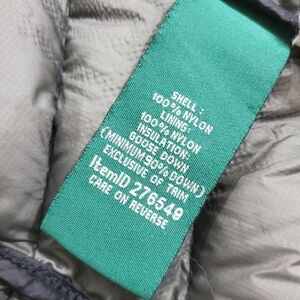 SHELL:
100% NYLON
LINING:
100% NYLON
INSULATION:
GOOSE DOWN
(MINIMUM 90% DOWN)
EXCLUSIVE OF TRIM
ItemID 276549
CARE ON REVERSE